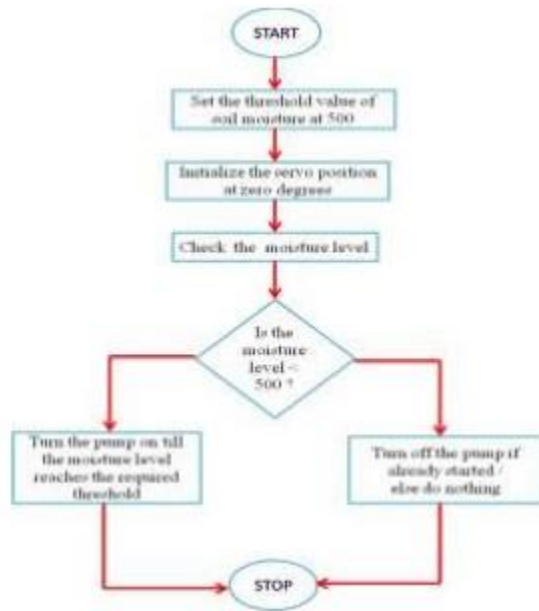 START
Set the threshold value of
soil moisture at 500
Initialize the servo position
at zero degrees
Check the moisture level
Is the
moisture
level <
500 ?
Turn the pump on till
the moisture level
reaches the required
threshold
Turn off the pump if
already started /
else do nothing
STOP